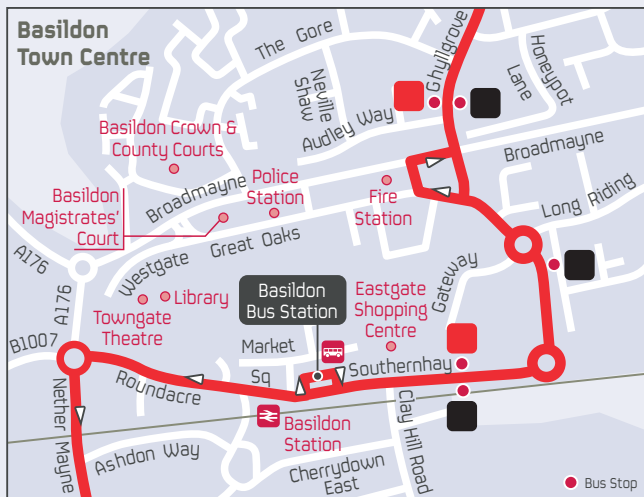 Basildon
Town Centre
The Gore
Ghyllgrove
Honeypot
Lane
Neville
Shaw
Audley Way
Basildon Crown &
County Courts
Broadmayne
Broadmayne
Police
Station
Basildon
Magistrates'
Court
Fire
Station
Long Riding
Great Oaks
A176
Westgate
Gateway
A176
Library
Towngate
Theatre
Basildon
Bus Station
Eastgate
Shopping
Centre
B1007
Market
Sq
Southernhay
Roundacre
Nether Mayne
Basildon
Station
Clay Hill Road
Ashdon Way
Cherrydown
East
Bus Stop